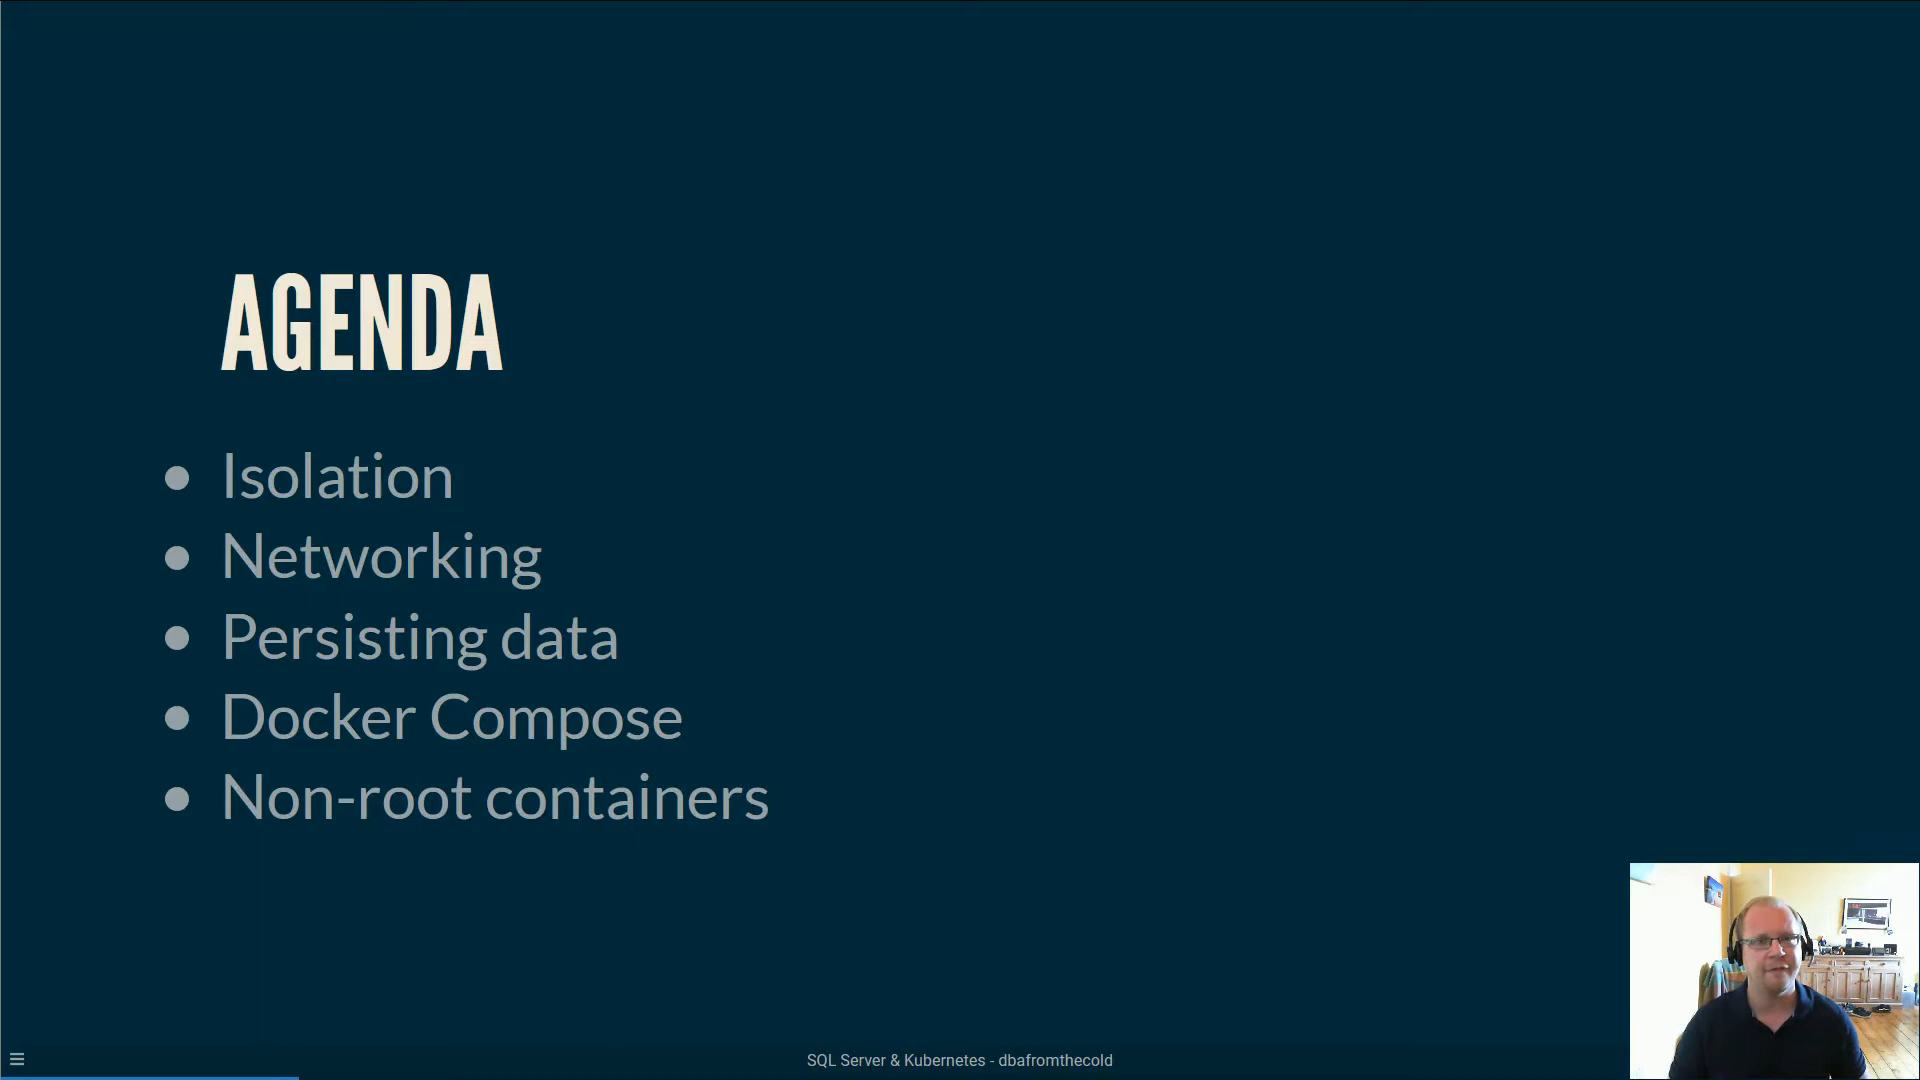 AGENDA
Isolation
Networking
Persisting data
Docker Compose
Non-root containers
SQL Server & Kubernetes - dbafromthecold